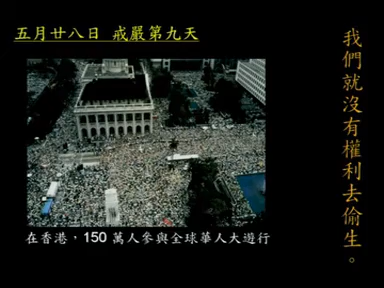 五月廿八日 戒嚴第九天
我們就沒有權利去偷生。
在香港，150 萬人參與全球華人大遊行